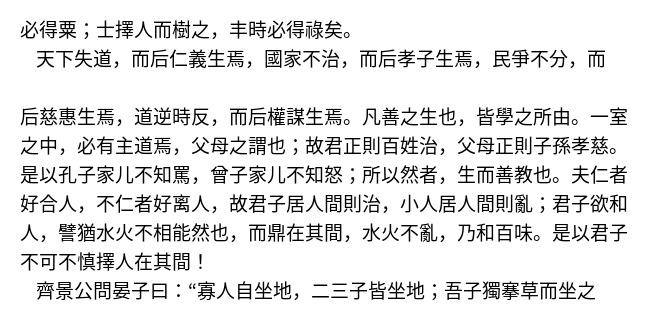 必得粟；士擇人而樹之，丰時必得祿矣。
天下失道，而后仁義生焉，國家不治，而后孝子生焉，民爭不分，而
后慈惠生焉，道逆時反，而后權謀生焉。凡善之生也，皆學之所由。一室
之中，必有主道焉，父母之謂也；故君正則百姓治，父母正則子孫孝慈。
是以孔子家儿不知罵，曾子家儿不知怒；所以然者，生而善教也。夫仁者
好合人，不仁者好离人，故君子居人間則治，小人居人間則亂；君子欲和
人，譬猶水火不相能然也，而鼎在其間，水火不亂，乃和百味。是以君子
不可不慎擇人在其間！
齊景公問晏子曰：“寡人自坐地，二三子皆坐地；吾子獨搴草而坐之